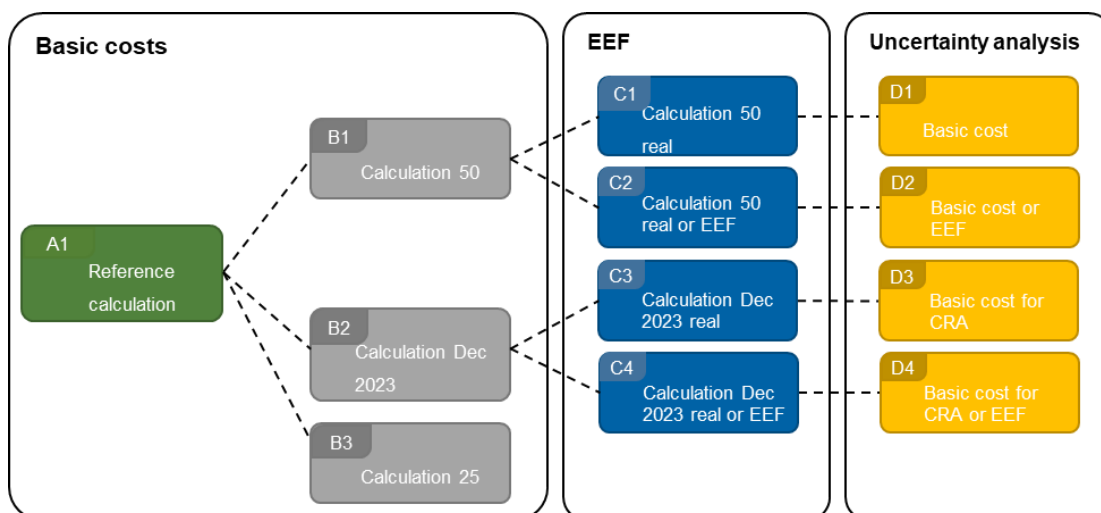 Basic costs
A1
Reference
calculation
B1
Calculation 50
B2
Calculation Dec
2023
B3
Calculation 25
EEF
C1
Calculation 50
real
C2
Calculation 50
real or EEF
C3
Calculation Dec
2023 real
C4
Calculation Dec
2023 real or EEF
Uncertainty analysis
D1
Basic cost
D2
Basic cost or
EEF
D3
Basic cost for
CRA
D4
Basic cost for
CRA or EEF